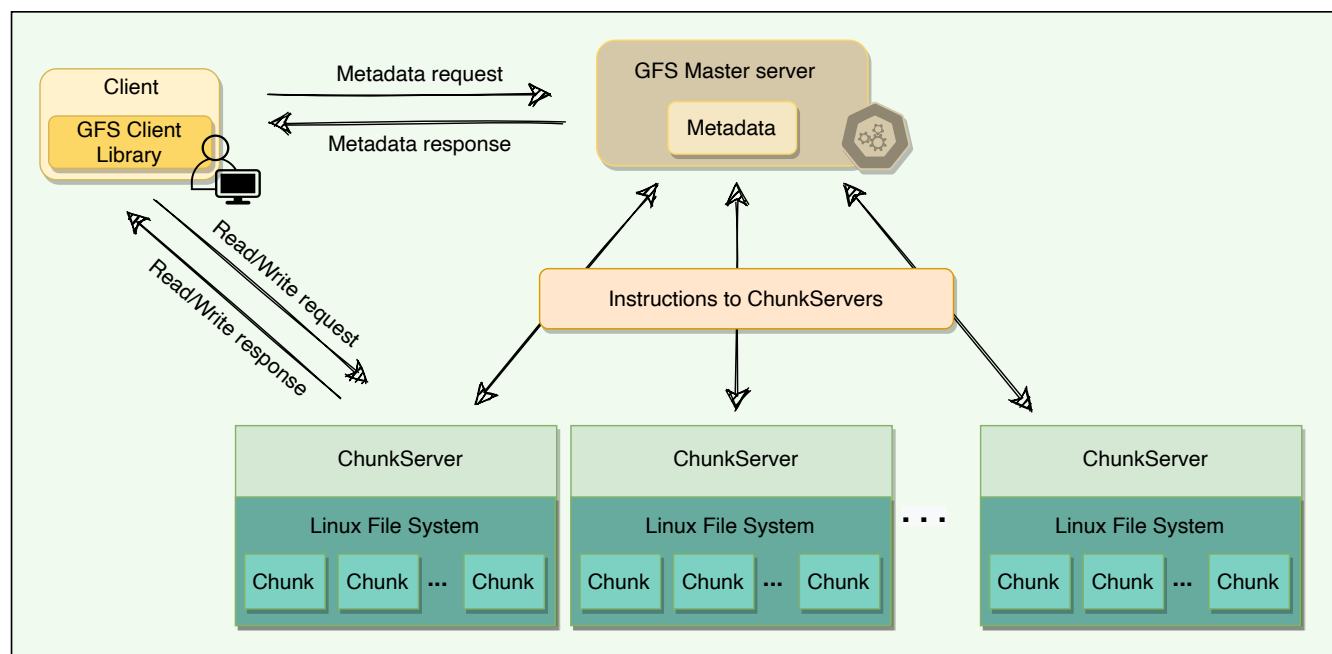 Client
GFS Client
Library
Metadata request
Metadata response
GFS Master server
Metadata
Read/Write request
Read/Write response
Instructions to ChunkServers
ChunkServer
Linux File System
Chunk Chunk ... Chunk
ChunkServer
Linux File System
Chunk Chunk ... Chunk
...
ChunkServer
Linux File System
Chunk Chunk ... Chunk